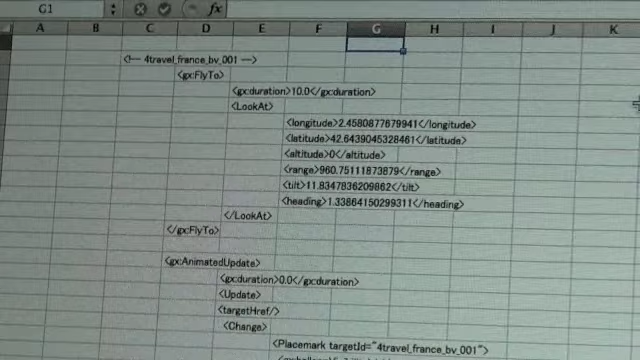 G1 fx
A B C D E F G H I J K
<!-- 4travel_france_bv_001 -->
<gx:FlyTo>
<gx:duration>10.0</gx:duration>
<LookAt>
<longitude>2.4580877679941</longitude>
<latitude>42.6439045328461</latitude>
<altitude>0</altitude>
<range>960.75111873879</range>
<tilt>11.8347836209862</tilt>
<heading>1.33864150299311</heading>
</LookAt>
</gx:FlyTo>
<gx:AnimatedUpdate>
<gx:duration>0.0</gx:duration>
<Update>
<targetHref/>
<Change>
<Placemark targetId="4travel_france_bv_001">